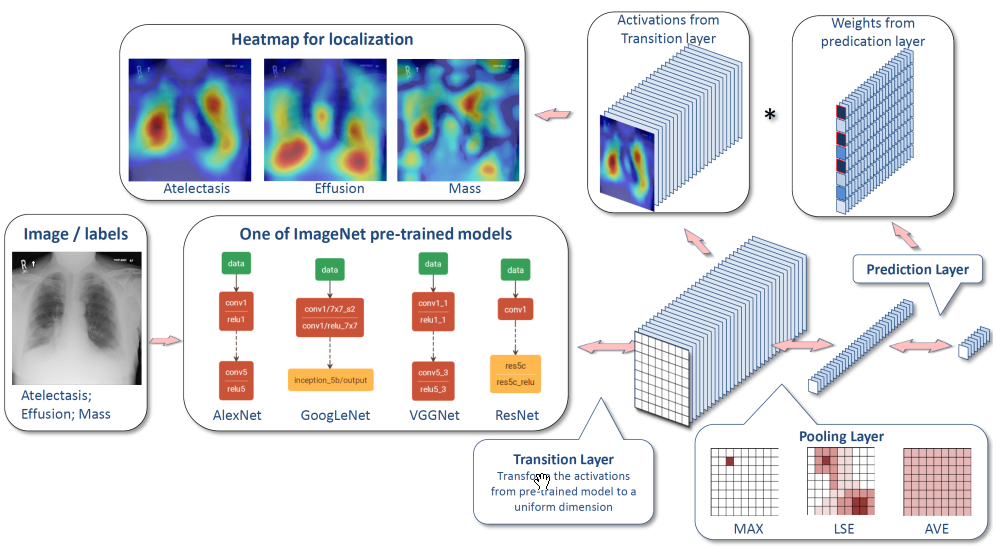 Heatmap for localization
Atelectasis
Effusion
Mass
Activations from
Transition layer
*
Weights from
predication layer
Image / labels
R
Atelectasis;
Effusion; Mass
One of ImageNet pre-trained models
data
conv1
relu1
conv5
relu5
AlexNet
data
conv1/7x7_s2
conv1/relu_7x7
inception_5b/output
GoogLeNet
data
conv1_1
relu1_1
conv5_3
relu5_3
VGGNet
data
conv1
res5c
res5c_relu
ResNet
Prediction Layer
Transition Layer
Transform the activations
from pre-trained model to a
uniform dimension
Pooling Layer
MAX
LSE
AVE